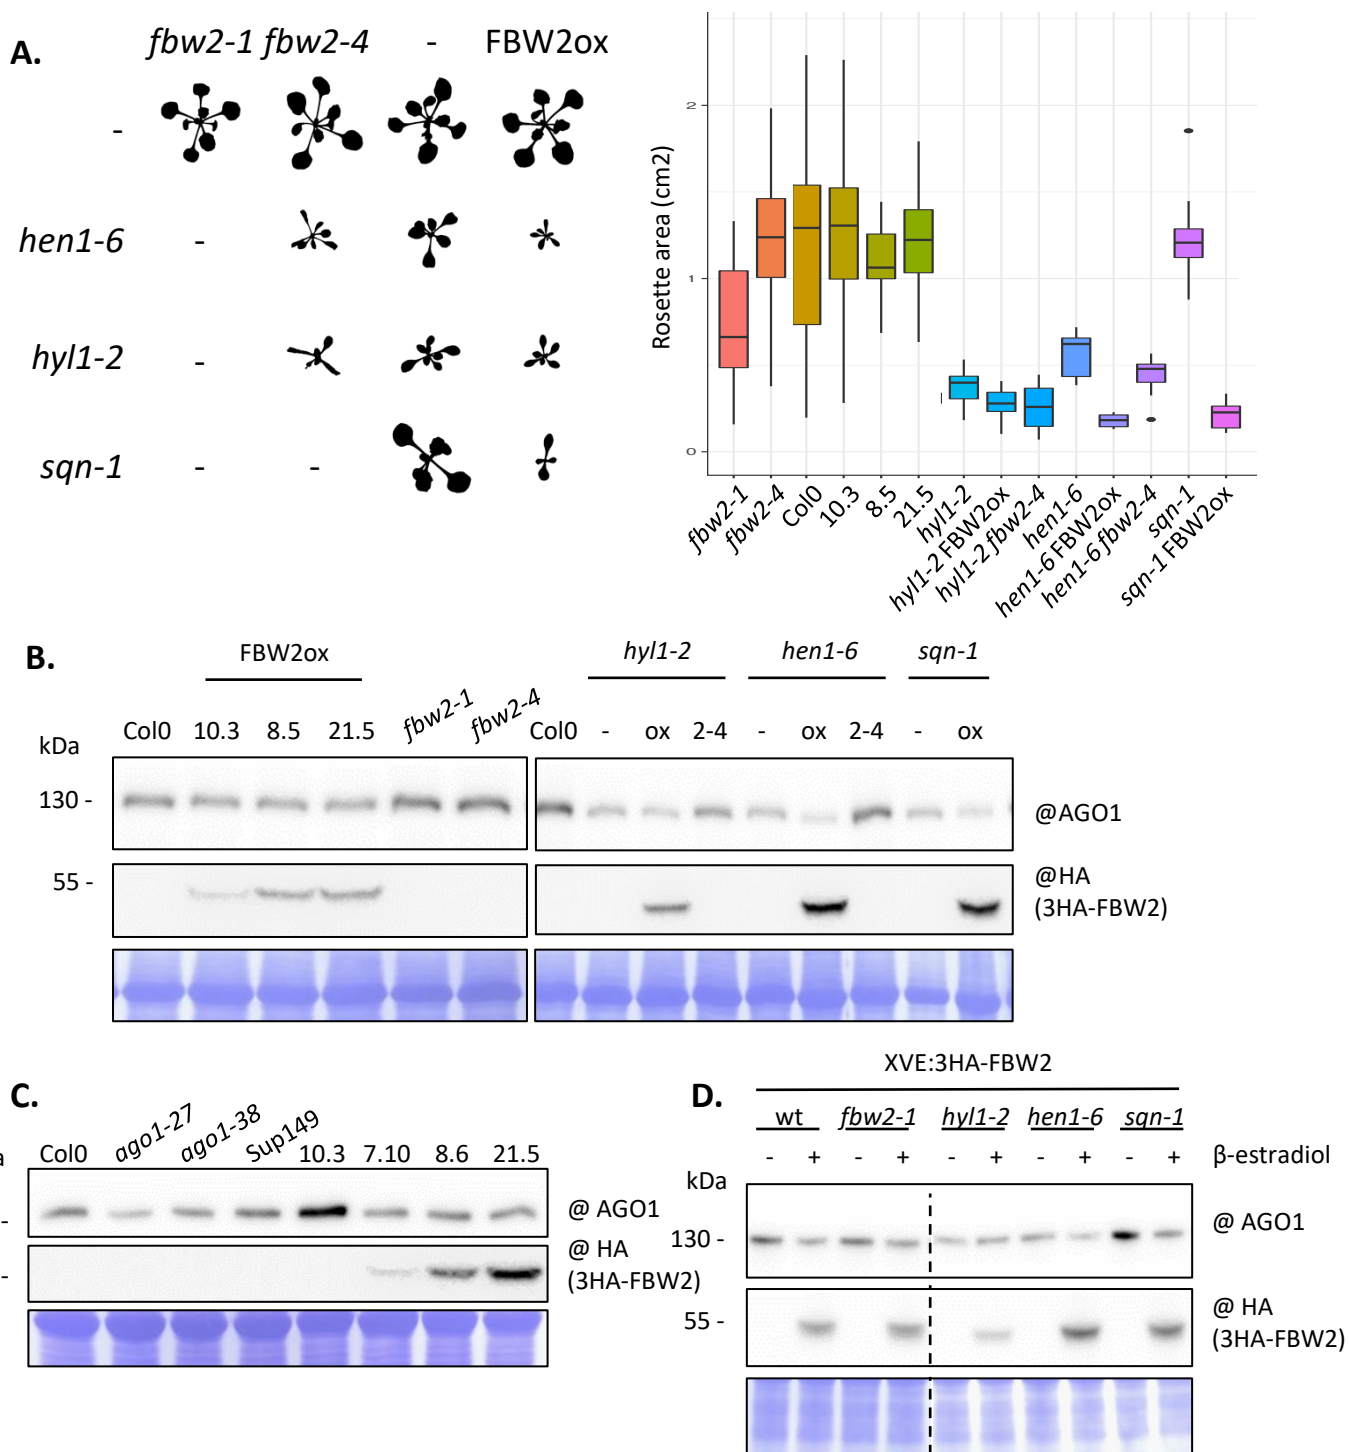 A.
fbw2-1 fbw2-4 - FBW2ox
-
hen1-6 -
hyl1-2 -
sqn-1 - -
Rosette area (cm2)
2
1
0
fbw2-1
fbw2-4
Col0
10.3
8.5
21.5
hyl1-2
hyl1-2 FBW2ox
hyl1-2 fbw2-4
hen1-6
hen1-6 FBW2ox
hen1-6 fbw2-4
sqn-1
sqn-1 FBW2ox
B.
FBW2ox hyl1-2 hen1-6 sqn-1
kDa Col0 10.3 8.5 21.5 fbw2-1 fbw2-4 Col0 - ox 2-4 - ox 2-4 - ox
130 - @AGO1
55 - @HA
(3HA-FBW2)
C.
a Col0 ago1-27 ago1-38 Sup149 10.3 7.10 8.6 21.5
- @ AGO1
- @ HA
(3HA-FBW2)
D.
XVE:3HA-FBW2
wt fbw2-1 hyl1-2 hen1-6 sqn-1
- + - + - + - + - + β-estradiol
kDa
130 - @ AGO1
55 - @ HA
(3HA-FBW2)